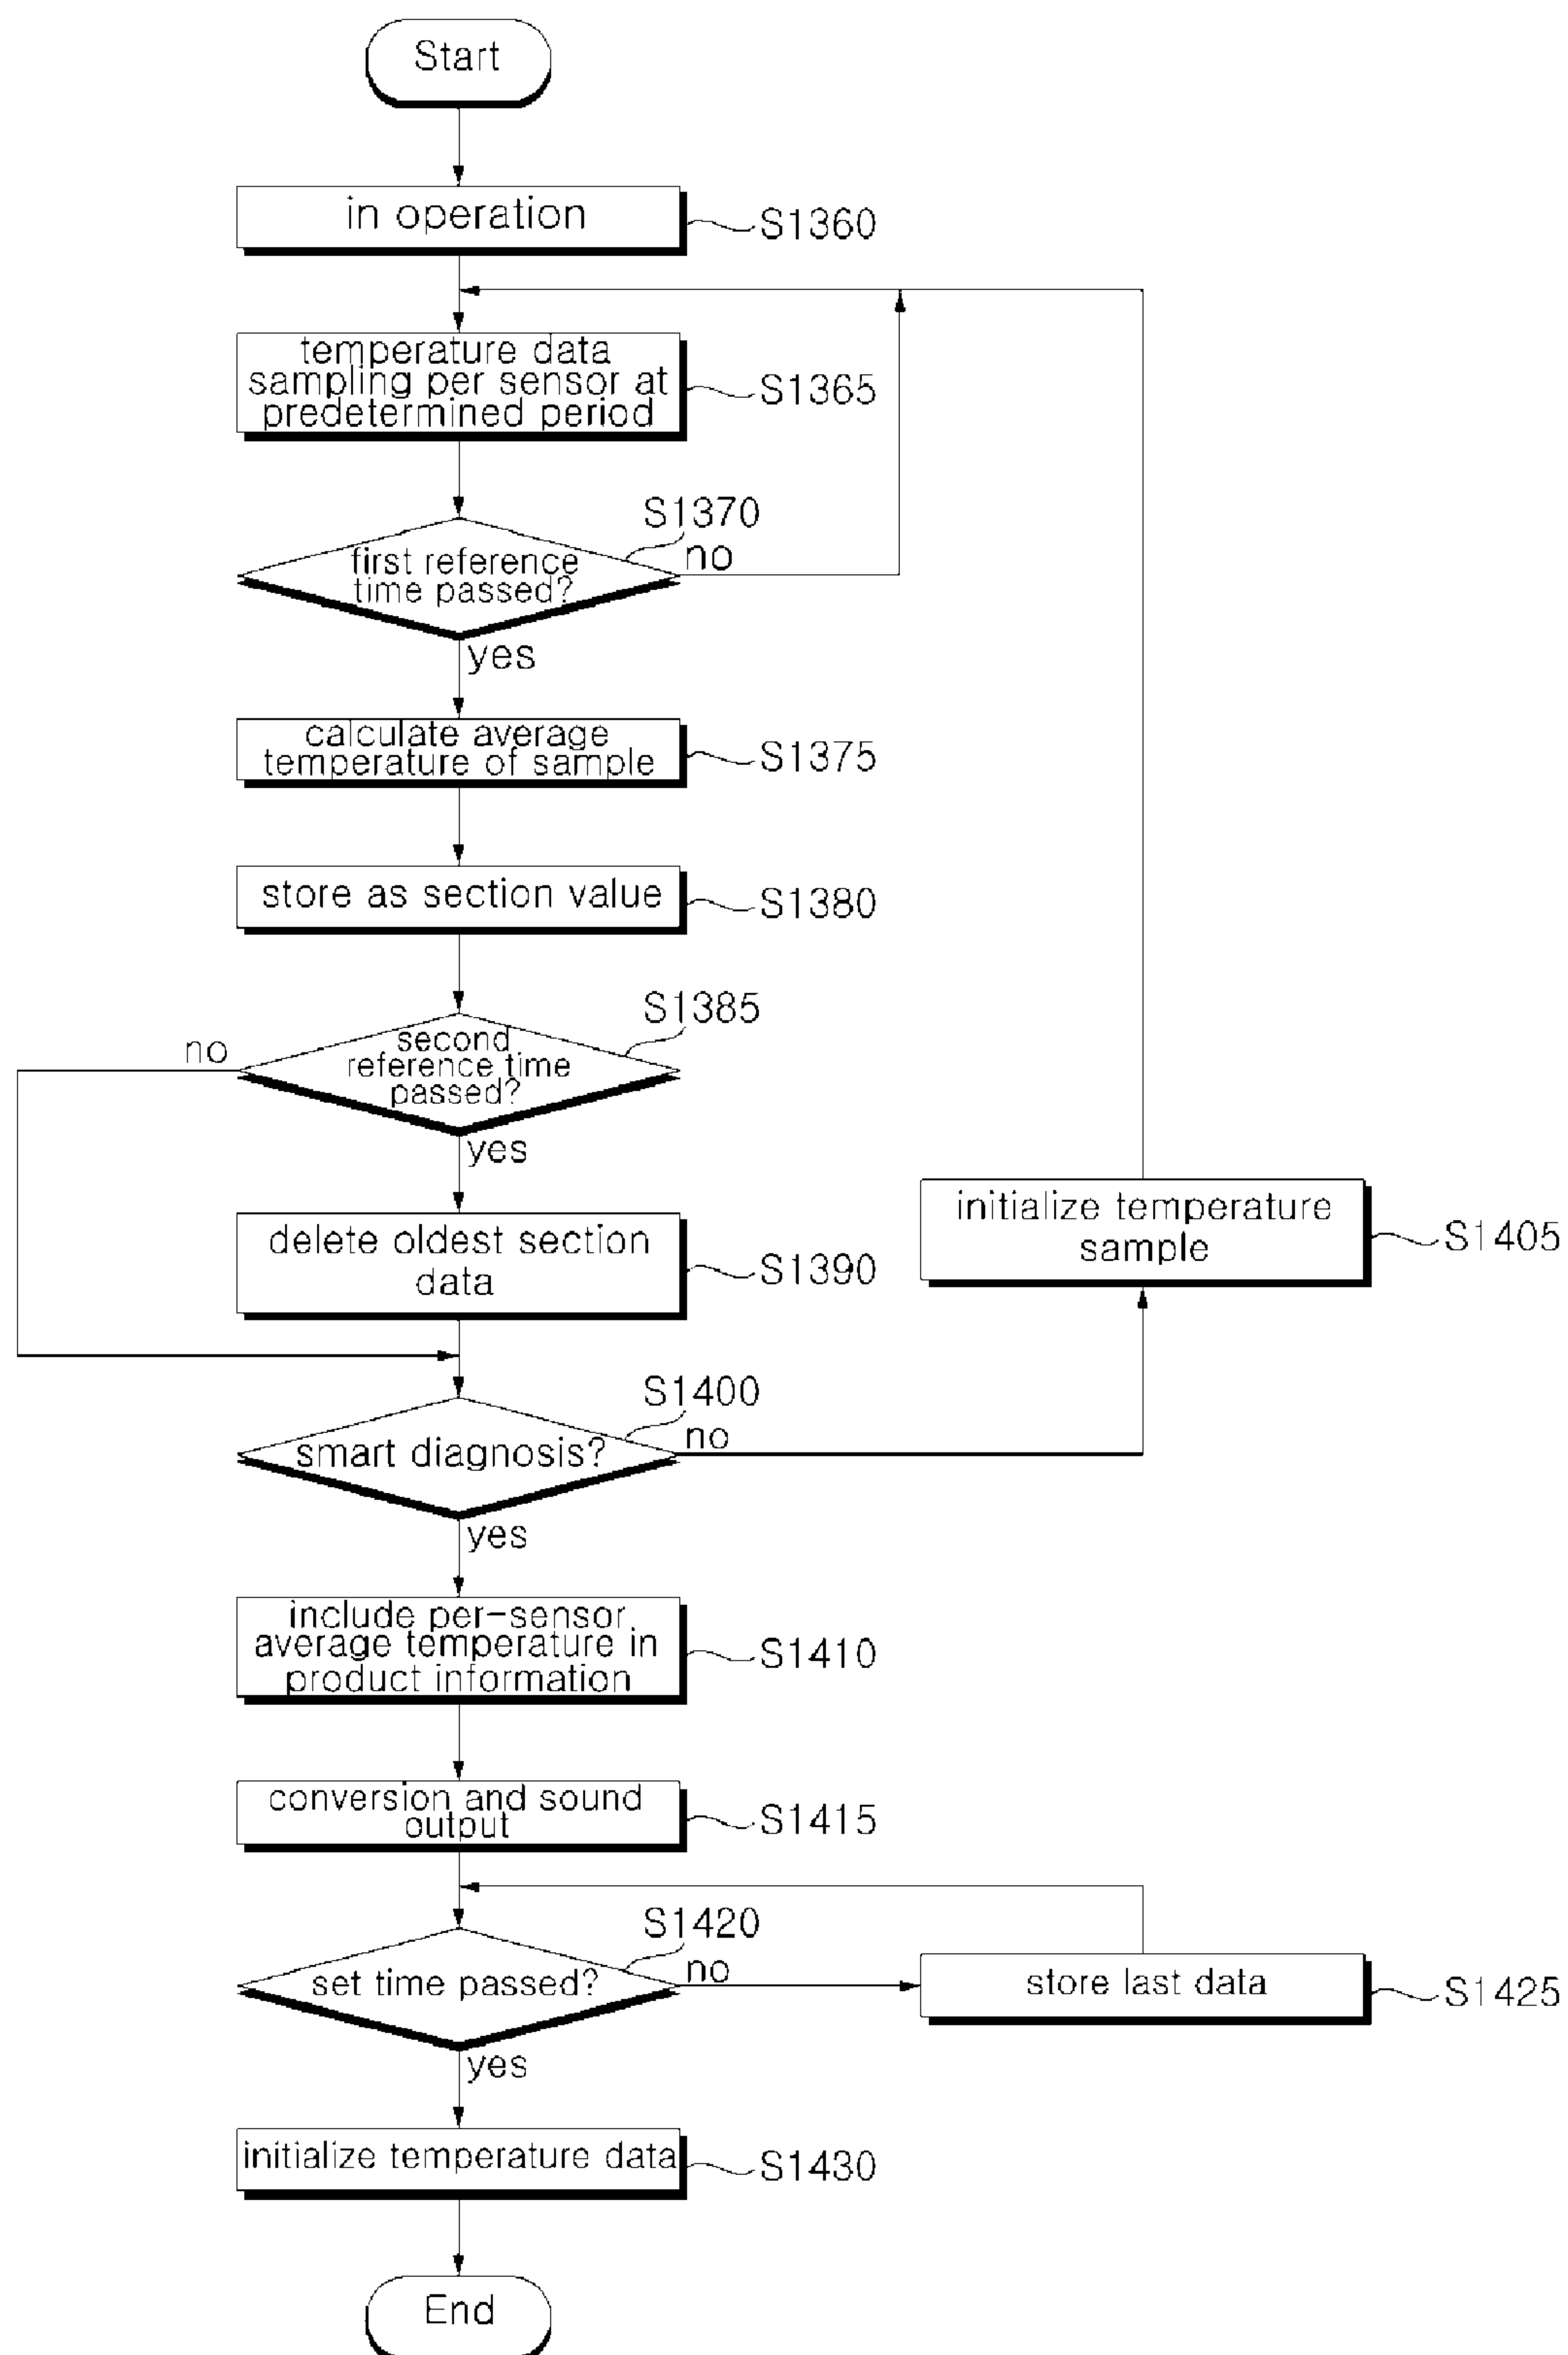 Start
in operation
S1360
temperature data
sampling per sensor at
predetermined period
S1365
S1370
first reference
time passed?
no
yes
calculate average
temperature of sample
S1375
store as section value
S1380
S1385
second
reference time
passed?
no
yes
delete oldest section
data
S1390
initialize temperature
sample
S1405
S1400
smart diagnosis?
no
yes
include per-sensor
average temperature in
product information
S1410
conversion and sound
output
S1415
S1420
set time passed?
no
store last data
S1425
yes
initialize temperature data
S1430
End